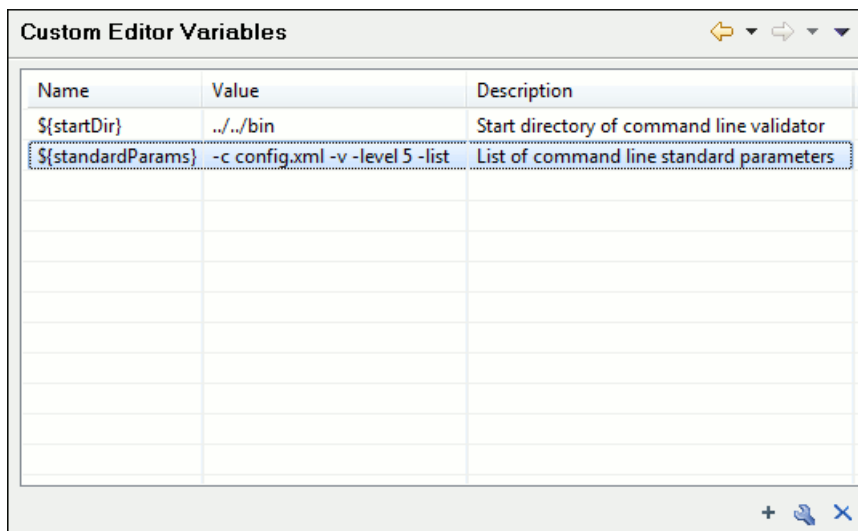 Custom Editor Variables
Name Value Description
${startDir} ../../bin Start directory of command line validator
${standardParams} -c config.xml -v -level 5 -list List of command line standard parameters